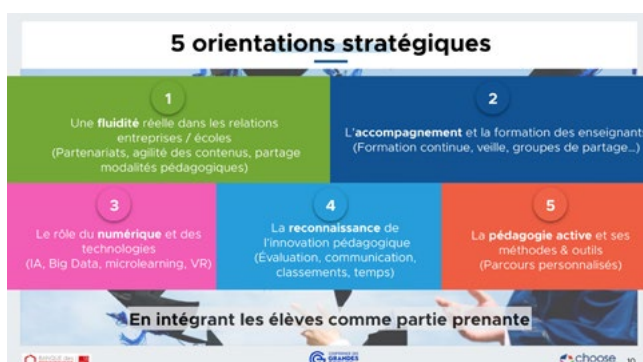 5 orientations stratégiques
1
Une fluidité réelle dans les relations
entreprises / écoles
(Partenariats, agilité des contenus, partage
modalités pédagogiques)
2
L'accompagnement et la formation des enseignants
(Formation continue, veille, groupes de partage...)
3
Le rôle du numérique et des
technologies
(IA, Big Data, microlearning, VR)
4
La reconnaissance de
l'innovation pédagogique
(Évaluation, communication,
classements, temps)
5
La pédagogie active et ses
méthodes & outils
(Parcours personnalisés)
En intégrant les élèves comme partie prenante
GRANDES
choose
10